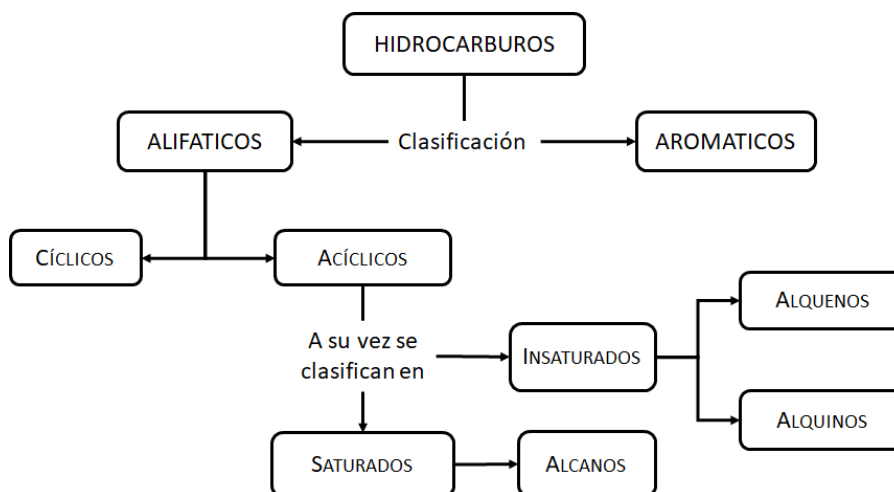 HIDROCARBUROS
ALIFATICOS
Clasificación
AROMATICOS
CÍCLICOS
ACÍCLICOS
A su vez se
clasifican en
INSATURADOS
ALQUENOS
ALQUINOS
SATURADOS
ALCANOS